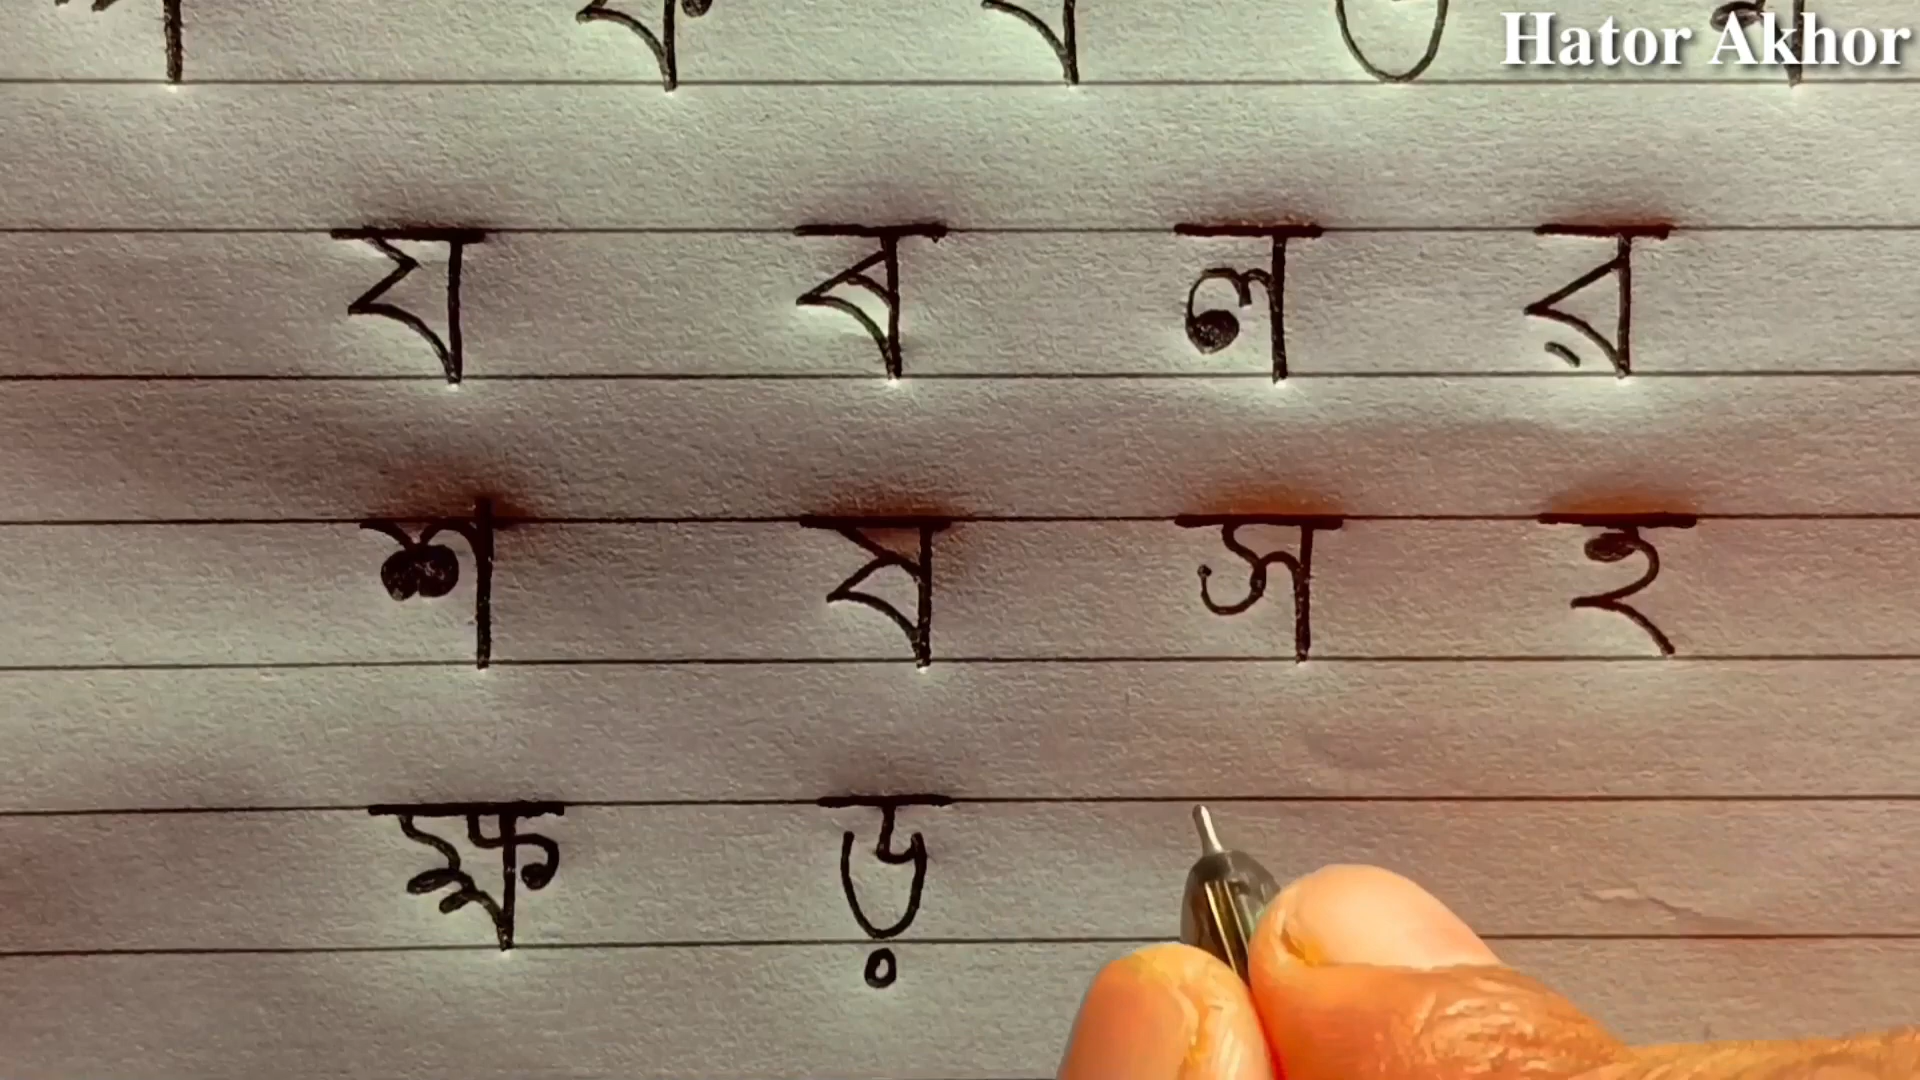 Hator Akhor
য ৰ ল ৱ
শ ষ স হ
ক্ষ ড়